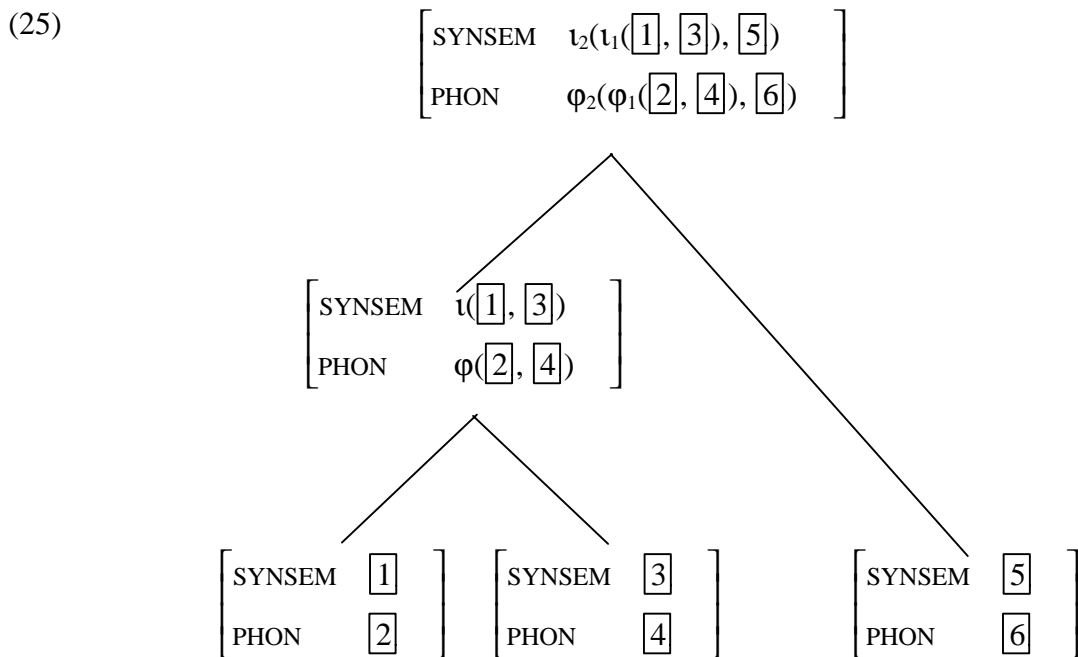 (25)
SYNSEM ι₂(ι₁(1, 3), 5)
PHON φ₂(φ₁(2, 4), 6)
SYNSEM ι(1, 3)
PHON φ(2, 4)
SYNSEM 1 SYNSEM 3 SYNSEM 5
PHON 2 PHON 4 PHON 6